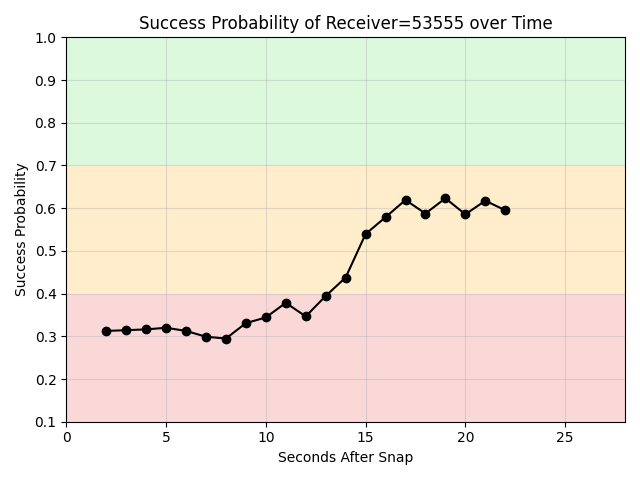 Success Probability of Receiver=53555 over Time
1.0
0.9
0.8
0.7
0.6
0.5
0.4
0.3
0.2
0.1
Success Probability
0 5 10 15 20 25
Seconds After Snap